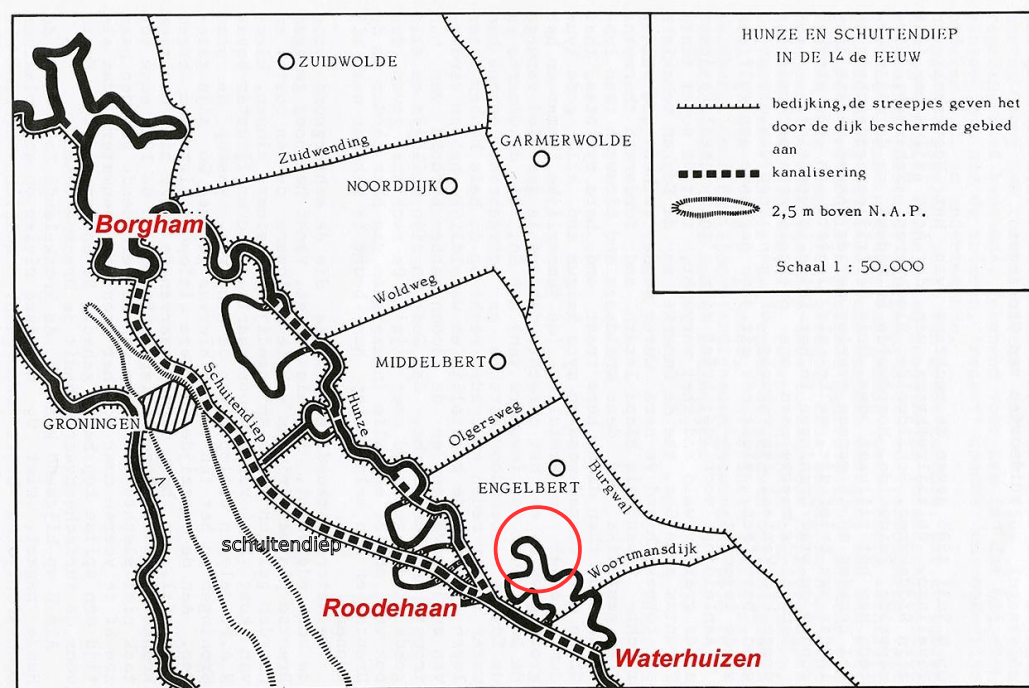 HUNZE EN SCHUITENDIEP
IN DE 14 de EEUW
bedijking, de streepjes geven het
door de dijk beschermde gebied
aan
kanalisering
2,5 m boven N.A.P.
Schaal 1 : 50.000
ZUIDWOLDE
GARMERWOLDE
Zuidwending
NOORDDIJK
Borgham
Woldweg
MIDDELBERT
Schuitendiep
Hunze
GRONINGEN
Olgersweg
A
ENGELBERT
Burgwal
schuitendiep
Woortmansdijk
Roodehaan
Waterhuizen